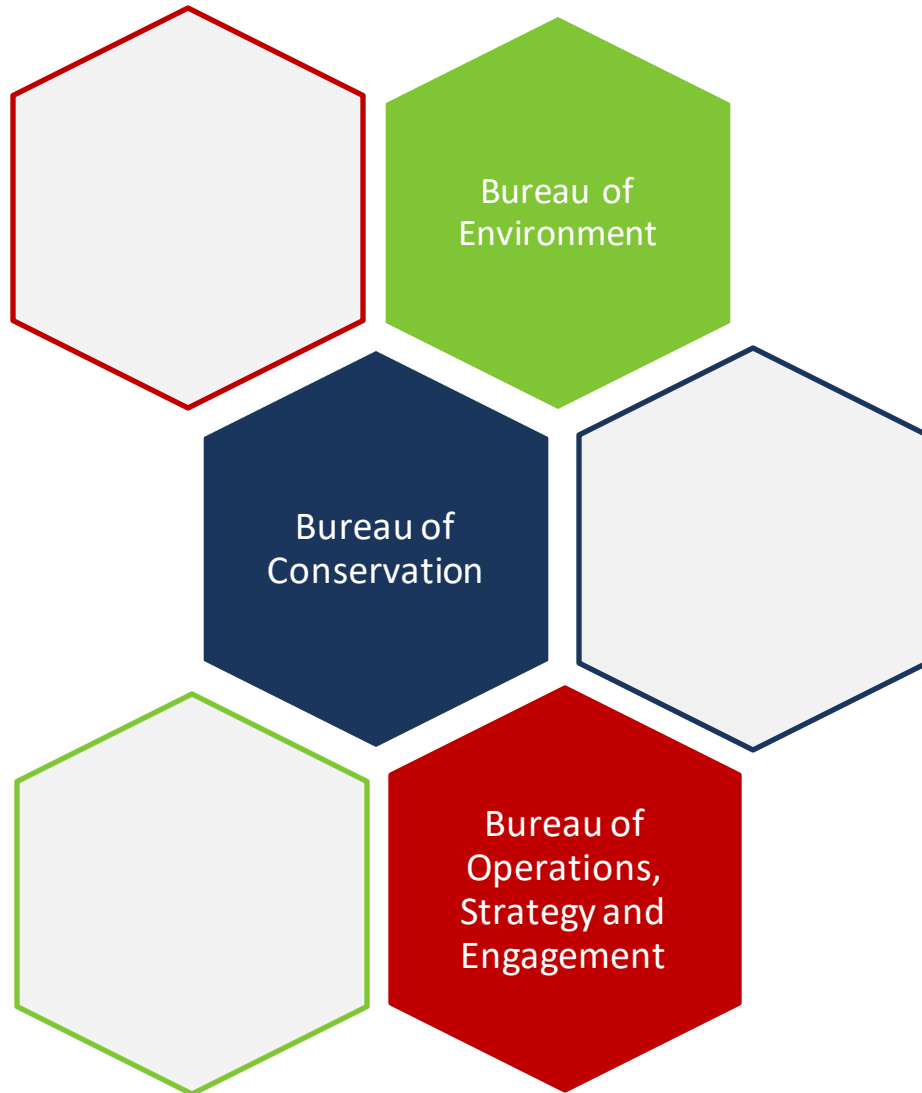 Bureau of
Environment
Bureau of
Conservation
Bureau of
Operations,
Strategy and
Engagement